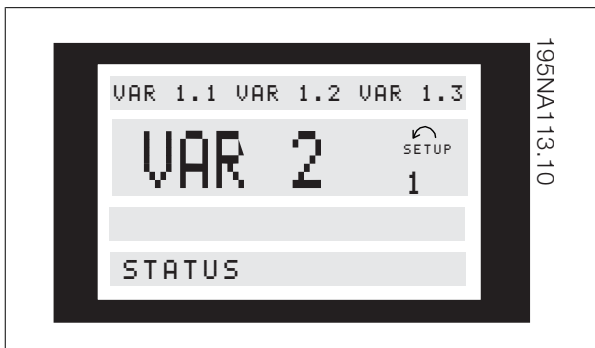 VAR 1.1 VAR 1.2 VAR 1.3
VAR 2
SETUP
1
STATUS
195NA113.10